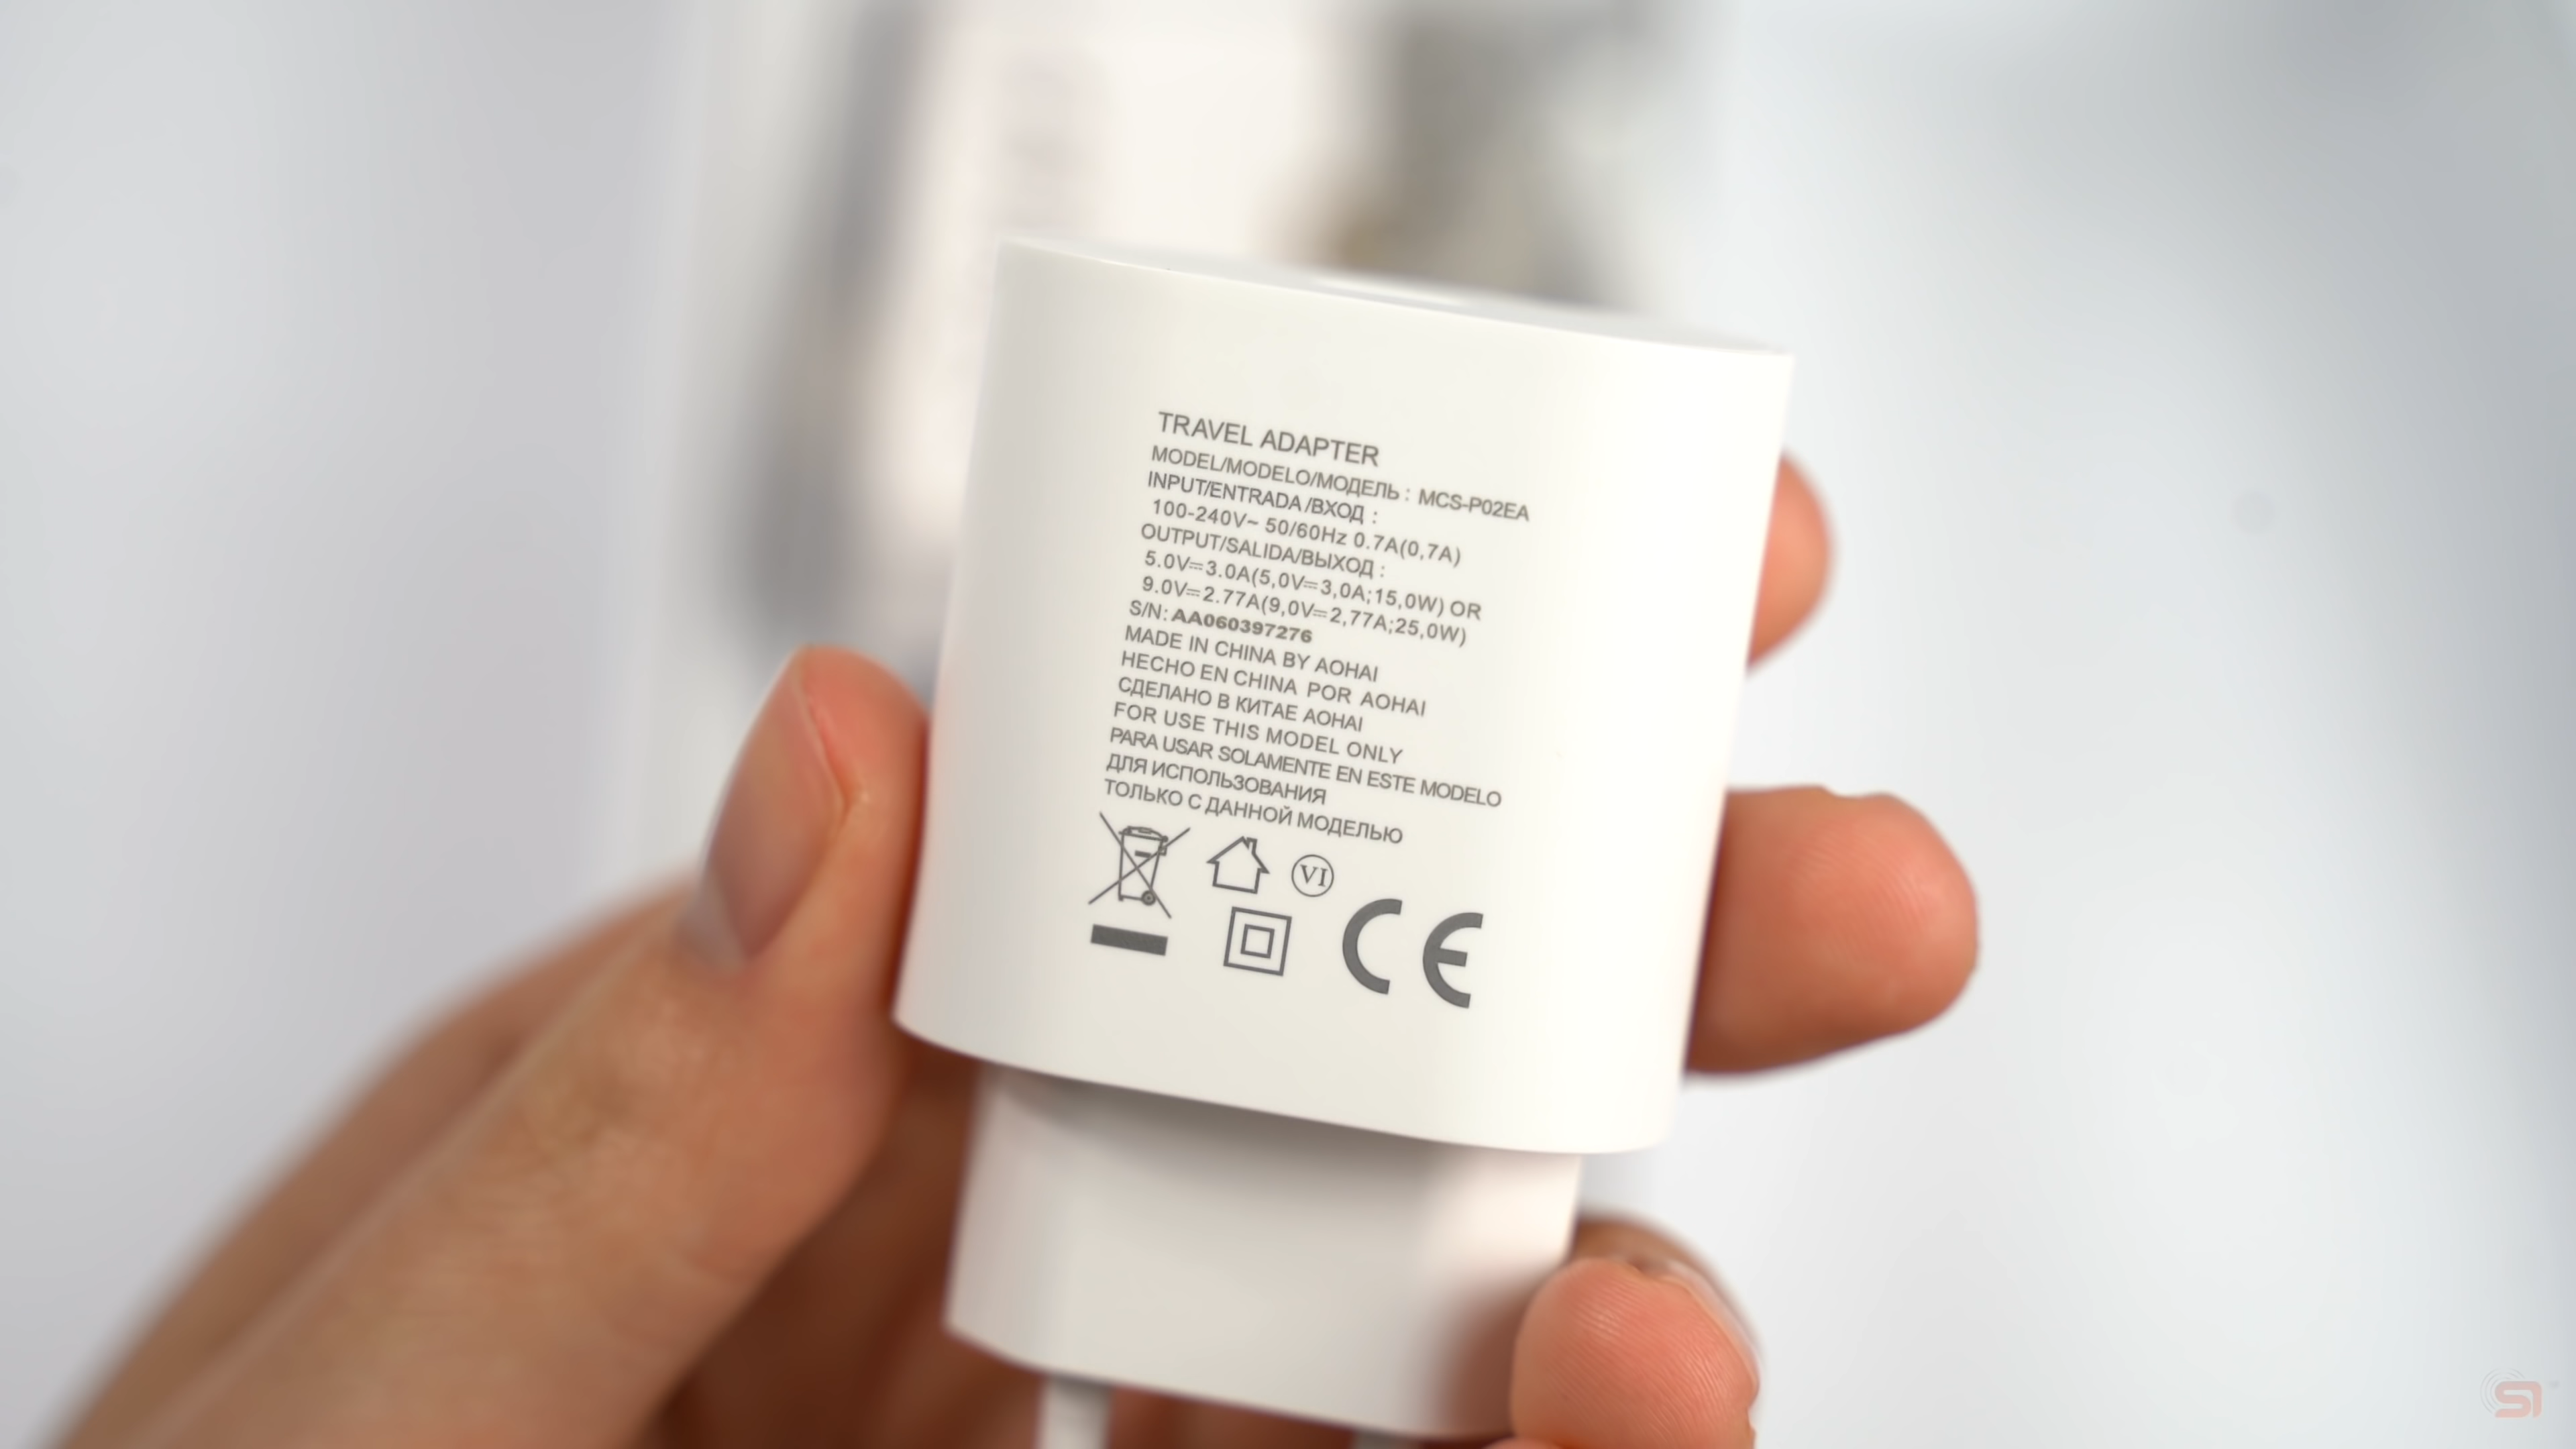 TRAVEL ADAPTER
MODEL/MODELO/МОДЕЛЬ : MCS-P02EA
INPUT/ENTRADA/ВХОД :
100-240V~ 50/60Hz 0.7A(0,7A)
OUTPUT/SALIDA/ВЫХОД :
5.0V⎓3.0A(5,0V⎓3,0A;15,0W) OR
9.0V⎓2.77A(9,0V⎓2,77A;25,0W)
S/N: AA060397276
MADE IN CHINA BY AOHAI
HECHO EN CHINA POR AOHAI
СДЕЛАНО В КИТАЕ AOHAI
FOR USE THIS MODEL ONLY
PARA USAR SOLAMENTE EN ESTE MODELO
ДЛЯ ИСПОЛЬЗОВАНИЯ
ТОЛЬКО С ДАННОЙ МОДЕЛЬЮ
VI
CE